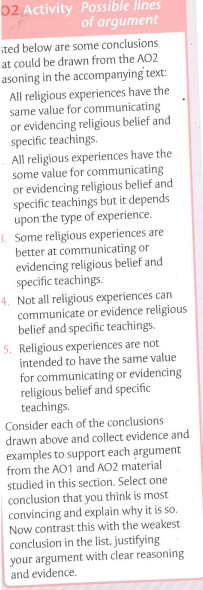 O2 Activity Possible lines
of argument
sted below are some conclusions
at could be drawn from the AO2
asoning in the accompanying text:
All religious experiences have the
same value for communicating
or evidencing religious belief and
specific teachings.
All religious experiences have the
some value for communicating
or evidencing religious belief and
specific teachings but it depends
upon the type of experience.
3. Some religious experiences are
better at communicating or
evidencing religious belief and
specific teachings.
4. Not all religious experiences can
communicate or evidence religious
belief and specific teachings.
5. Religious experiences are not
intended to have the same value
for communicating or evidencing
religious belief and specific
teachings.
Consider each of the conclusions
drawn above and collect evidence and
examples to support each argument
from the AO1 and AO2 material
studied in this section. Select one
conclusion that you think is most
convincing and explain why it is so.
Now contrast this with the weakest
conclusion in the list, justifying
your argument with clear reasoning
and evidence.